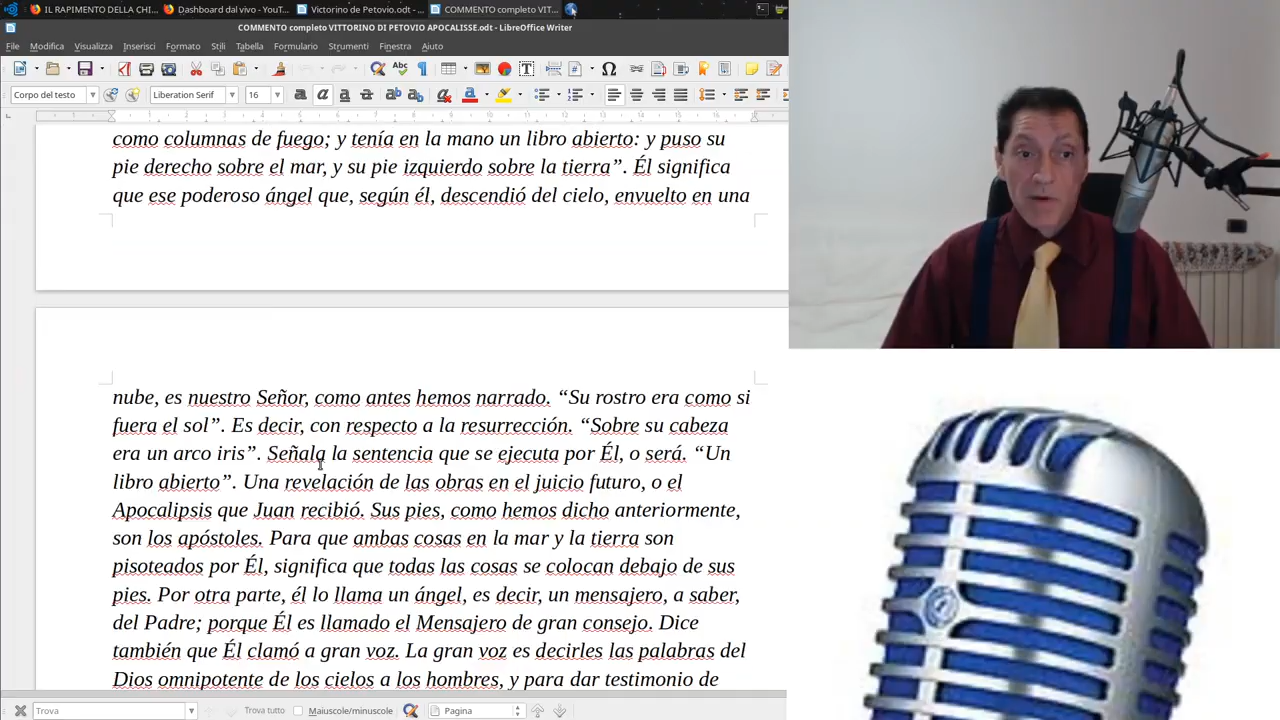 IL RAPIMENTO DELLA CHI...
Dashboard dal vivo - YouT...
Victorino de Petovio.odt - ...
COMMENTO completo VIT...
COMMENTO completo VITTORINO DI PETOVIO APOCALISSE.odt - LibreOffice Writer
File Modifica Visualizza Inserisci Formato Stili Tabella Formulario Strumenti Finestra Aiuto
Corpo del testo Liberation Serif 16
como columnas de fuego; y tenía en la mano un libro abierto: y puso su
pie derecho sobre el mar, y su pie izquierdo sobre la tierra”. Él significa
que ese poderoso ángel que, según él, descendió del cielo, envuelto en una
nube, es nuestro Señor, como antes hemos narrado. “Su rostro era como si
fuera el sol”. Es decir, con respecto a la resurrección. “Sobre su cabeza
era un arco iris”. Señala la sentencia que se ejecuta por Él, o será. “Un
libro abierto”. Una revelación de las obras en el juicio futuro, o el
Apocalipsis que Juan recibió. Sus pies, como hemos dicho anteriormente,
son los apóstoles. Para que ambas cosas en la mar y la tierra son
pisoteados por Él, significa que todas las cosas se colocan debajo de sus
pies. Por otra parte, él lo llama un ángel, es decir, un mensajero, a saber,
del Padre; porque Él es llamado el Mensajero de gran consejo. Dice
también que Él clamó a gran voz. La gran voz es decirles las palabras del
Dios omnipotente de los cielos a los hombres, y para dar testimonio de
Trova Trova tutto Maiuscole/minuscole Pagina